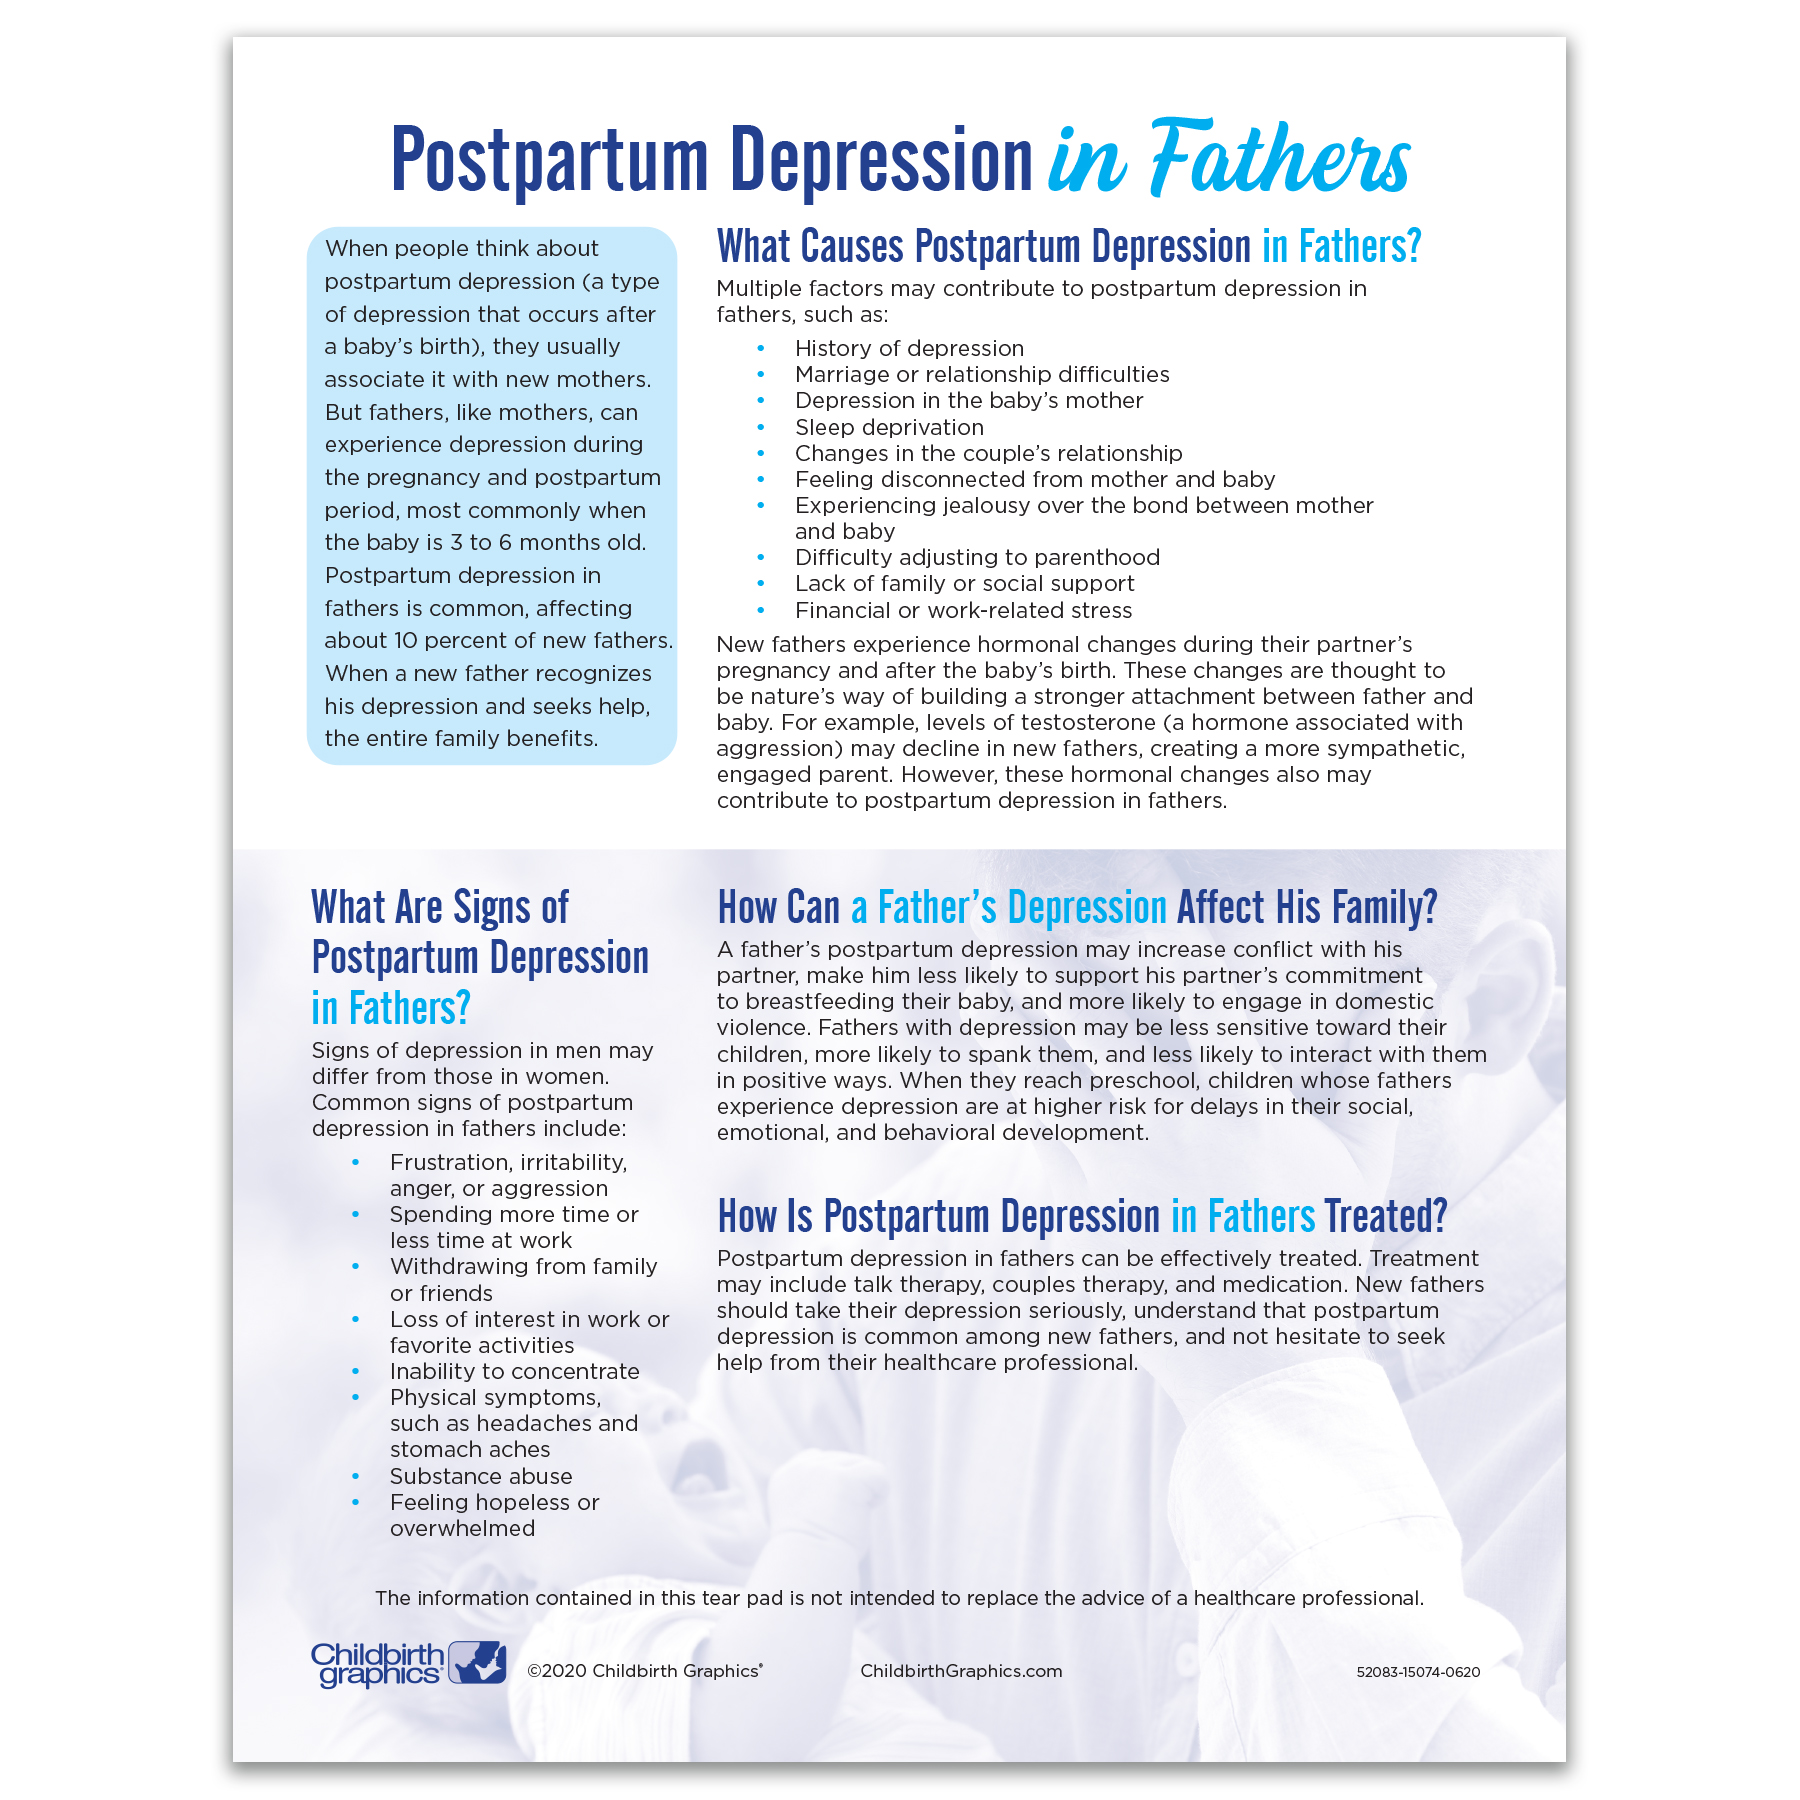 Postpartum Depression in Fathers
When people think about
postpartum depression (a type
of depression that occurs after
a baby’s birth), they usually
associate it with new mothers.
But fathers, like mothers, can
experience depression during
the pregnancy and postpartum
period, most commonly when
the baby is 3 to 6 months old.
Postpartum depression in
fathers is common, affecting
about 10 percent of new fathers.
When a new father recognizes
his depression and seeks help,
the entire family benefits.
What Causes Postpartum Depression in Fathers?
Multiple factors may contribute to postpartum depression in
fathers, such as:
• History of depression
• Marriage or relationship difficulties
• Depression in the baby’s mother
• Sleep deprivation
• Changes in the couple’s relationship
• Feeling disconnected from mother and baby
• Experiencing jealousy over the bond between mother
and baby
• Difficulty adjusting to parenthood
• Lack of family or social support
• Financial or work-related stress
New fathers experience hormonal changes during their partner’s
pregnancy and after the baby’s birth. These changes are thought to
be nature’s way of building a stronger attachment between father and
baby. For example, levels of testosterone (a hormone associated with
aggression) may decline in new fathers, creating a more sympathetic,
engaged parent. However, these hormonal changes also may
contribute to postpartum depression in fathers.
What Are Signs of
Postpartum Depression
in Fathers?
Signs of depression in men may
differ from those in women.
Common signs of postpartum
depression in fathers include:
• Frustration, irritability,
anger, or aggression
• Spending more time or
less time at work
• Withdrawing from family
or friends
• Loss of interest in work or
favorite activities
• Inability to concentrate
• Physical symptoms,
such as headaches and
stomach aches
• Substance abuse
• Feeling hopeless or
overwhelmed
How Can a Father’s Depression Affect His Family?
A father’s postpartum depression may increase conflict with his
partner, make him less likely to support his partner’s commitment
to breastfeeding their baby, and more likely to engage in domestic
violence. Fathers with depression may be less sensitive toward their
children, more likely to spank them, and less likely to interact with them
in positive ways. When they reach preschool, children whose fathers
experience depression are at higher risk for delays in their social,
emotional, and behavioral development.
How Is Postpartum Depression in Fathers Treated?
Postpartum depression in fathers can be effectively treated. Treatment
may include talk therapy, couples therapy, and medication. New fathers
should take their depression seriously, understand that postpartum
depression is common among new fathers, and not hesitate to seek
help from their healthcare professional.
The information contained in this tear pad is not intended to replace the advice of a healthcare professional.
Childbirth
graphics®
©2020 Childbirth Graphics®
ChildbirthGraphics.com
52083-15074-0620